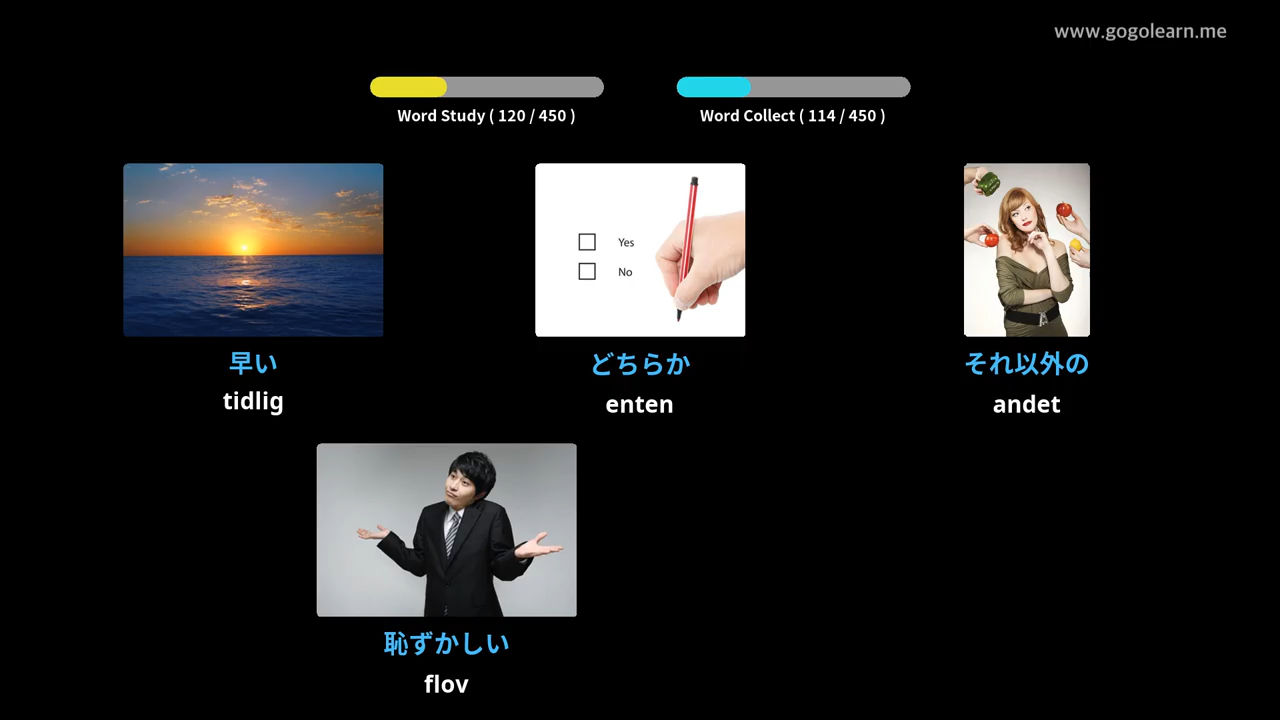 www.gogolearn.me
Word Study ( 120 / 450 )
Word Collect ( 114 / 450 )
Yes
No
早い
tidlig
どちらか
enten
それ以外の
andet
恥ずかしい
flov